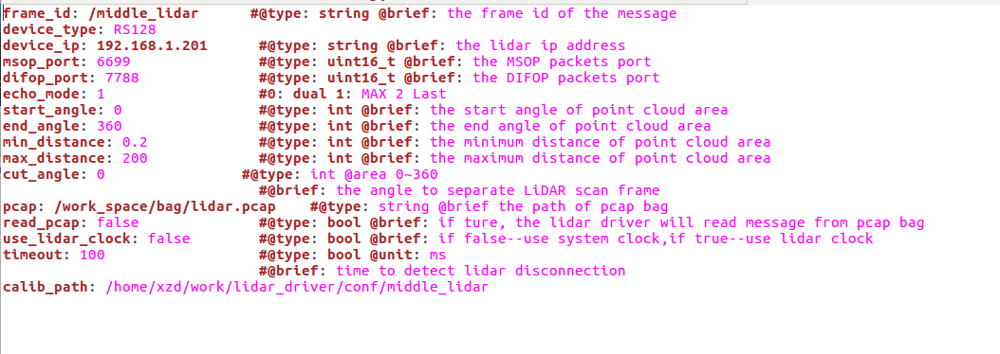 frame_id: /middle_lidar #@type: string @brief: the frame id of the message
device_type: RS128
device_ip: 192.168.1.201 #@type: string @brief: the lidar ip address
msop_port: 6699 #@type: uint16_t @brief: the MSOP packets port
difop_port: 7788 #@type: uint16_t @brief: the DIFOP packets port
echo_mode: 1 #0: dual 1: MAX 2 Last
start_angle: 0 #@type: int @brief: the start angle of point cloud area
end_angle: 360 #@type: int @brief: the end angle of point cloud area
min_distance: 0.2 #@type: int @brief: the minimum distance of point cloud area
max_distance: 200 #@type: int @brief: the maximum distance of point cloud area
cut_angle: 0 #@type: int @area 0~360
#@brief: the angle to separate LiDAR scan frame
pcap: /work_space/bag/lidar.pcap #@type: string @brief the path of pcap bag
read_pcap: false #@type: bool @brief: if ture, the lidar driver will read message from pcap bag
use_lidar_clock: false #@type: bool @brief: if false--use system clock,if true--use lidar clock
timeout: 100 #@type: bool @unit: ms
#@brief: time to detect lidar disconnection
calib_path: /home/xzd/work/lidar_driver/conf/middle_lidar